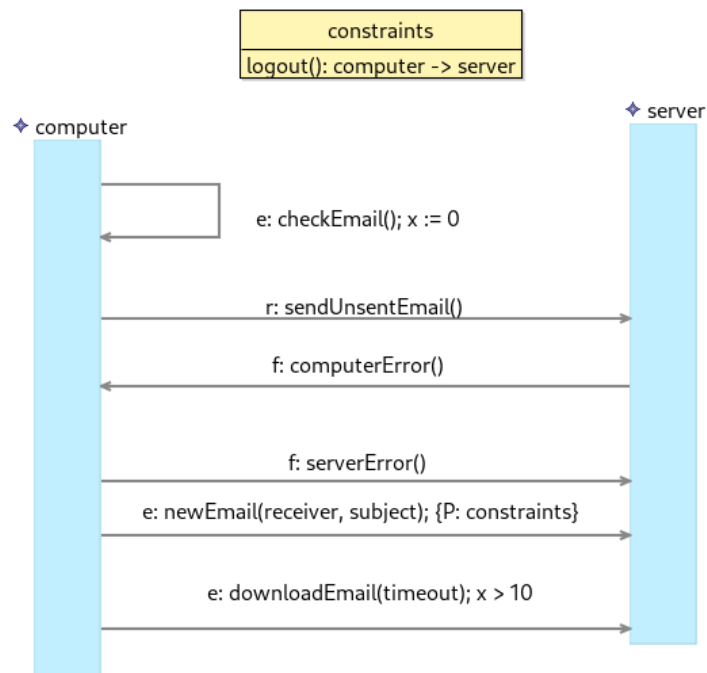 constraints
logout(): computer -> server
computer
server
e: checkEmail(); x := 0
r: sendUnsentEmail()
f: computerError()
f: serverError()
e: newEmail(receiver, subject); {P: constraints}
e: downloadEmail(timeout); x > 10